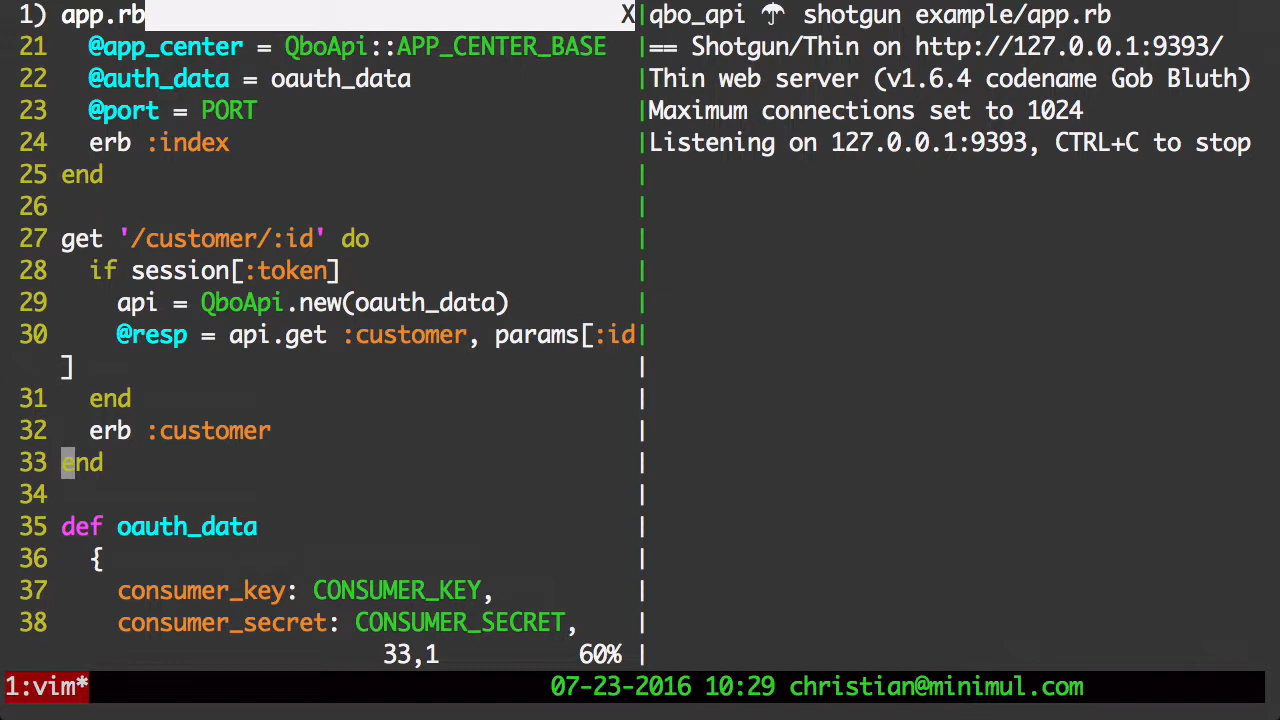 1) app.rb X
21 @app_center = QboApi::APP_CENTER_BASE
22 @auth_data = oauth_data
23 @port = PORT
24 erb :index
25 end
26
27 get '/customer/:id' do
28 if session[:token]
29 api = QboApi.new(oauth_data)
30 @resp = api.get :customer, params[:id
]
31 end
32 erb :customer
33 end
34
35 def oauth_data
36 {
37 consumer_key: CONSUMER_KEY,
38 consumer_secret: CONSUMER_SECRET,
33,1 60%
qbo_api ☂ shotgun example/app.rb
== Shotgun/Thin on http://127.0.0.1:9393/
Thin web server (v1.6.4 codename Gob Bluth)
Maximum connections set to 1024
Listening on 127.0.0.1:9393, CTRL+C to stop
1:vim* 07-23-2016 10:29 christian@minimul.com